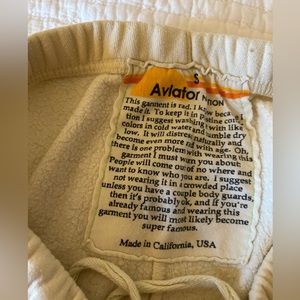 S
Aviator NATION
This garment is rad. I know because I
made it. To keep it in pristine condi-
tion I suggest washing with like
colors in cold water and tumble dry
low. It will distress naturally and
become even more rad with age. Oh,
there is one problem with wearing this
garment I must warn you about.
People will come out of no where and
want to know who you are. I suggest
not wearing it in crowded place
unless you have a couple body guards,
then it's probably ok, and if you're
already famous and wearing this
garment you will most likely become
super famous.
Made in California, USA